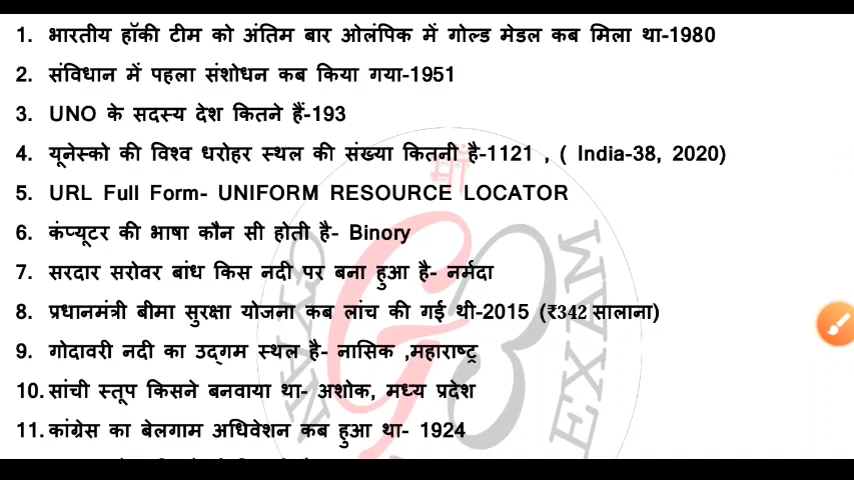 1. भारतीय हॉकी टीम को अंतिम बार ओलंपिक में गोल्ड मेडल कब मिला था-1980
2. संविधान में पहला संशोधन कब किया गया-1951
3. UNO के सदस्य देश कितने हैं-193
4. यूनेस्को की विश्व धरोहर स्थल की संख्या कितनी है-1121 , ( India-38, 2020)
5. URL Full Form- UNIFORM RESOURCE LOCATOR
6. कंप्यूटर की भाषा कौन सी होती है- Binory
7. सरदार सरोवर बांध किस नदी पर बना हुआ है- नर्मदा
8. प्रधानमंत्री बीमा सुरक्षा योजना कब लांच की गई थी-2015 (₹342 सालाना)
9. गोदावरी नदी का उद्गम स्थल है- नासिक ,महाराष्ट्र
10. सांची स्तूप किसने बनवाया था- अशोक, मध्य प्रदेश
11. कांग्रेस का बेलगाम अधिवेशन कब हुआ था- 1924